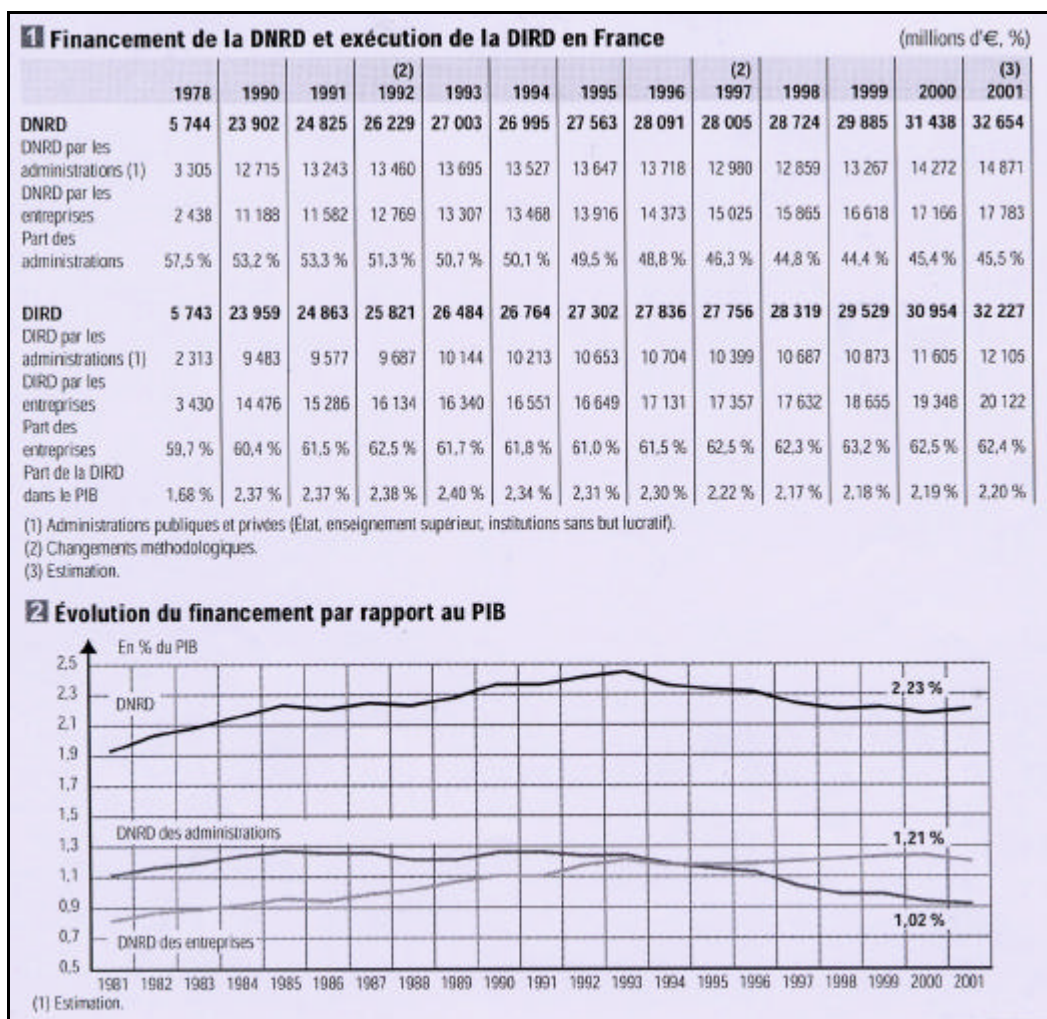 1 Financement de la DNRD et exécution de la DIRD en France (millions d'€, %)
(2) (2) (3)
1978 1990 1991 1992 1993 1994 1995 1996 1997 1998 1999 2000 2001
DNRD 5 744 23 902 24 825 26 229 27 003 26 995 27 563 28 091 28 005 28 724 29 885 31 438 32 654
DNRD par les
administrations (1) 3 305 12 715 13 243 13 460 13 695 13 527 13 647 13 718 12 980 12 859 13 267 14 272 14 871
DNRD par les
entreprises 2 438 11 188 11 582 12 769 13 307 13 468 13 916 14 373 15 025 15 865 16 618 17 166 17 783
Part des
administrations 57,5 % 53,2 % 53,3 % 51,3 % 50,7 % 50,1 % 49,5 % 48,8 % 46,3 % 44,8 % 44,4 % 45,4 % 45,5 %
DIRD 5 743 23 959 24 863 25 821 26 484 26 764 27 302 27 836 27 756 28 319 29 529 30 954 32 227
DIRD par les
administrations (1) 2 313 9 483 9 577 9 687 10 144 10 213 10 653 10 704 10 399 10 687 10 873 11 605 12 105
DIRD par les
entreprises 3 430 14 476 15 286 16 134 16 340 16 551 16 649 17 131 17 357 17 632 18 655 19 348 20 122
Part des
entreprises 59,7 % 60,4 % 61,5 % 62,5 % 61,7 % 61,8 % 61,0 % 61,5 % 62,5 % 62,3 % 63,2 % 62,5 % 62,4 %
Part de la DIRD
dans le PIB 1,68 % 2,37 % 2,37 % 2,38 % 2,40 % 2,34 % 2,31 % 2,30 % 2,22 % 2,17 % 2,18 % 2,19 % 2,20 %
(1) Administrations publiques et privées (État, enseignement supérieur, institutions sans but lucratif).
(2) Changements méthodologiques.
(3) Estimation.
2 Évolution du financement par rapport au PIB
En % du PIB
2,5
2,3
2,1
1,9
1,7
1,5
1,3
1,1
0,9
0,7
0,5
DNRD
2,23 %
DNRD des administrations
1,21 %
1,02 %
DNRD des entreprises
1981 1982 1983 1984 1985 1986 1987 1988 1989 1990 1991 1992 1993 1994 1995 1996 1997 1998 1999 2000 2001
(1) Estimation.